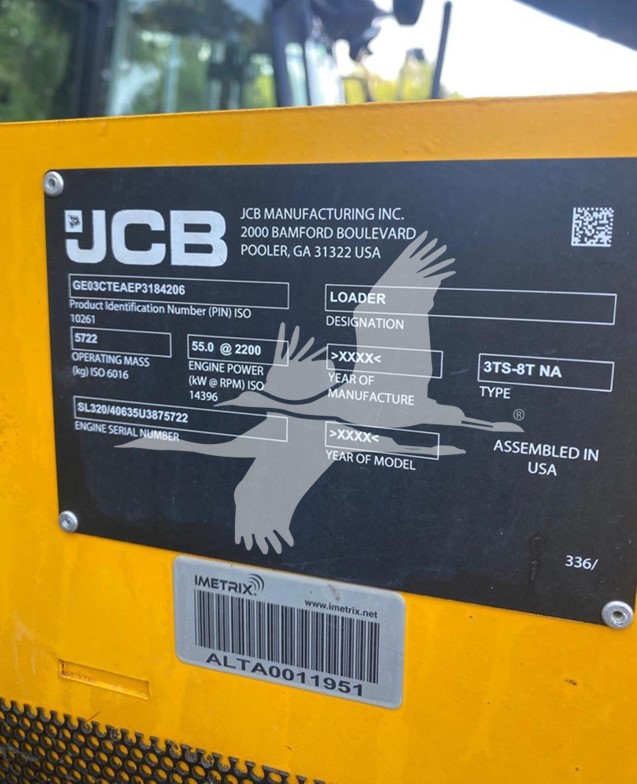 JCB
JCB MANUFACTURING INC.
2000 BAMFORD BOULEVARD
POOLER, GA 31322 USA
GE03CTEAEP3184206
Product Identification Number (PIN) ISO
10261
LOADER
DESIGNATION
5722
OPERATING MASS
(kg) ISO 6016
55.0 @ 2200
ENGINE POWER
(kW @ RPM) ISO
14396
>XXXX<
YEAR OF
MANUFACTURE
3TS-8T NA
TYPE
SL320/40635U3875722
ENGINE SERIAL NUMBER
>XXXX<
YEAR OF MODEL
®
ASSEMBLED IN
USA
336/
IMETRIX
www.imetrix.net
ALTA0011951